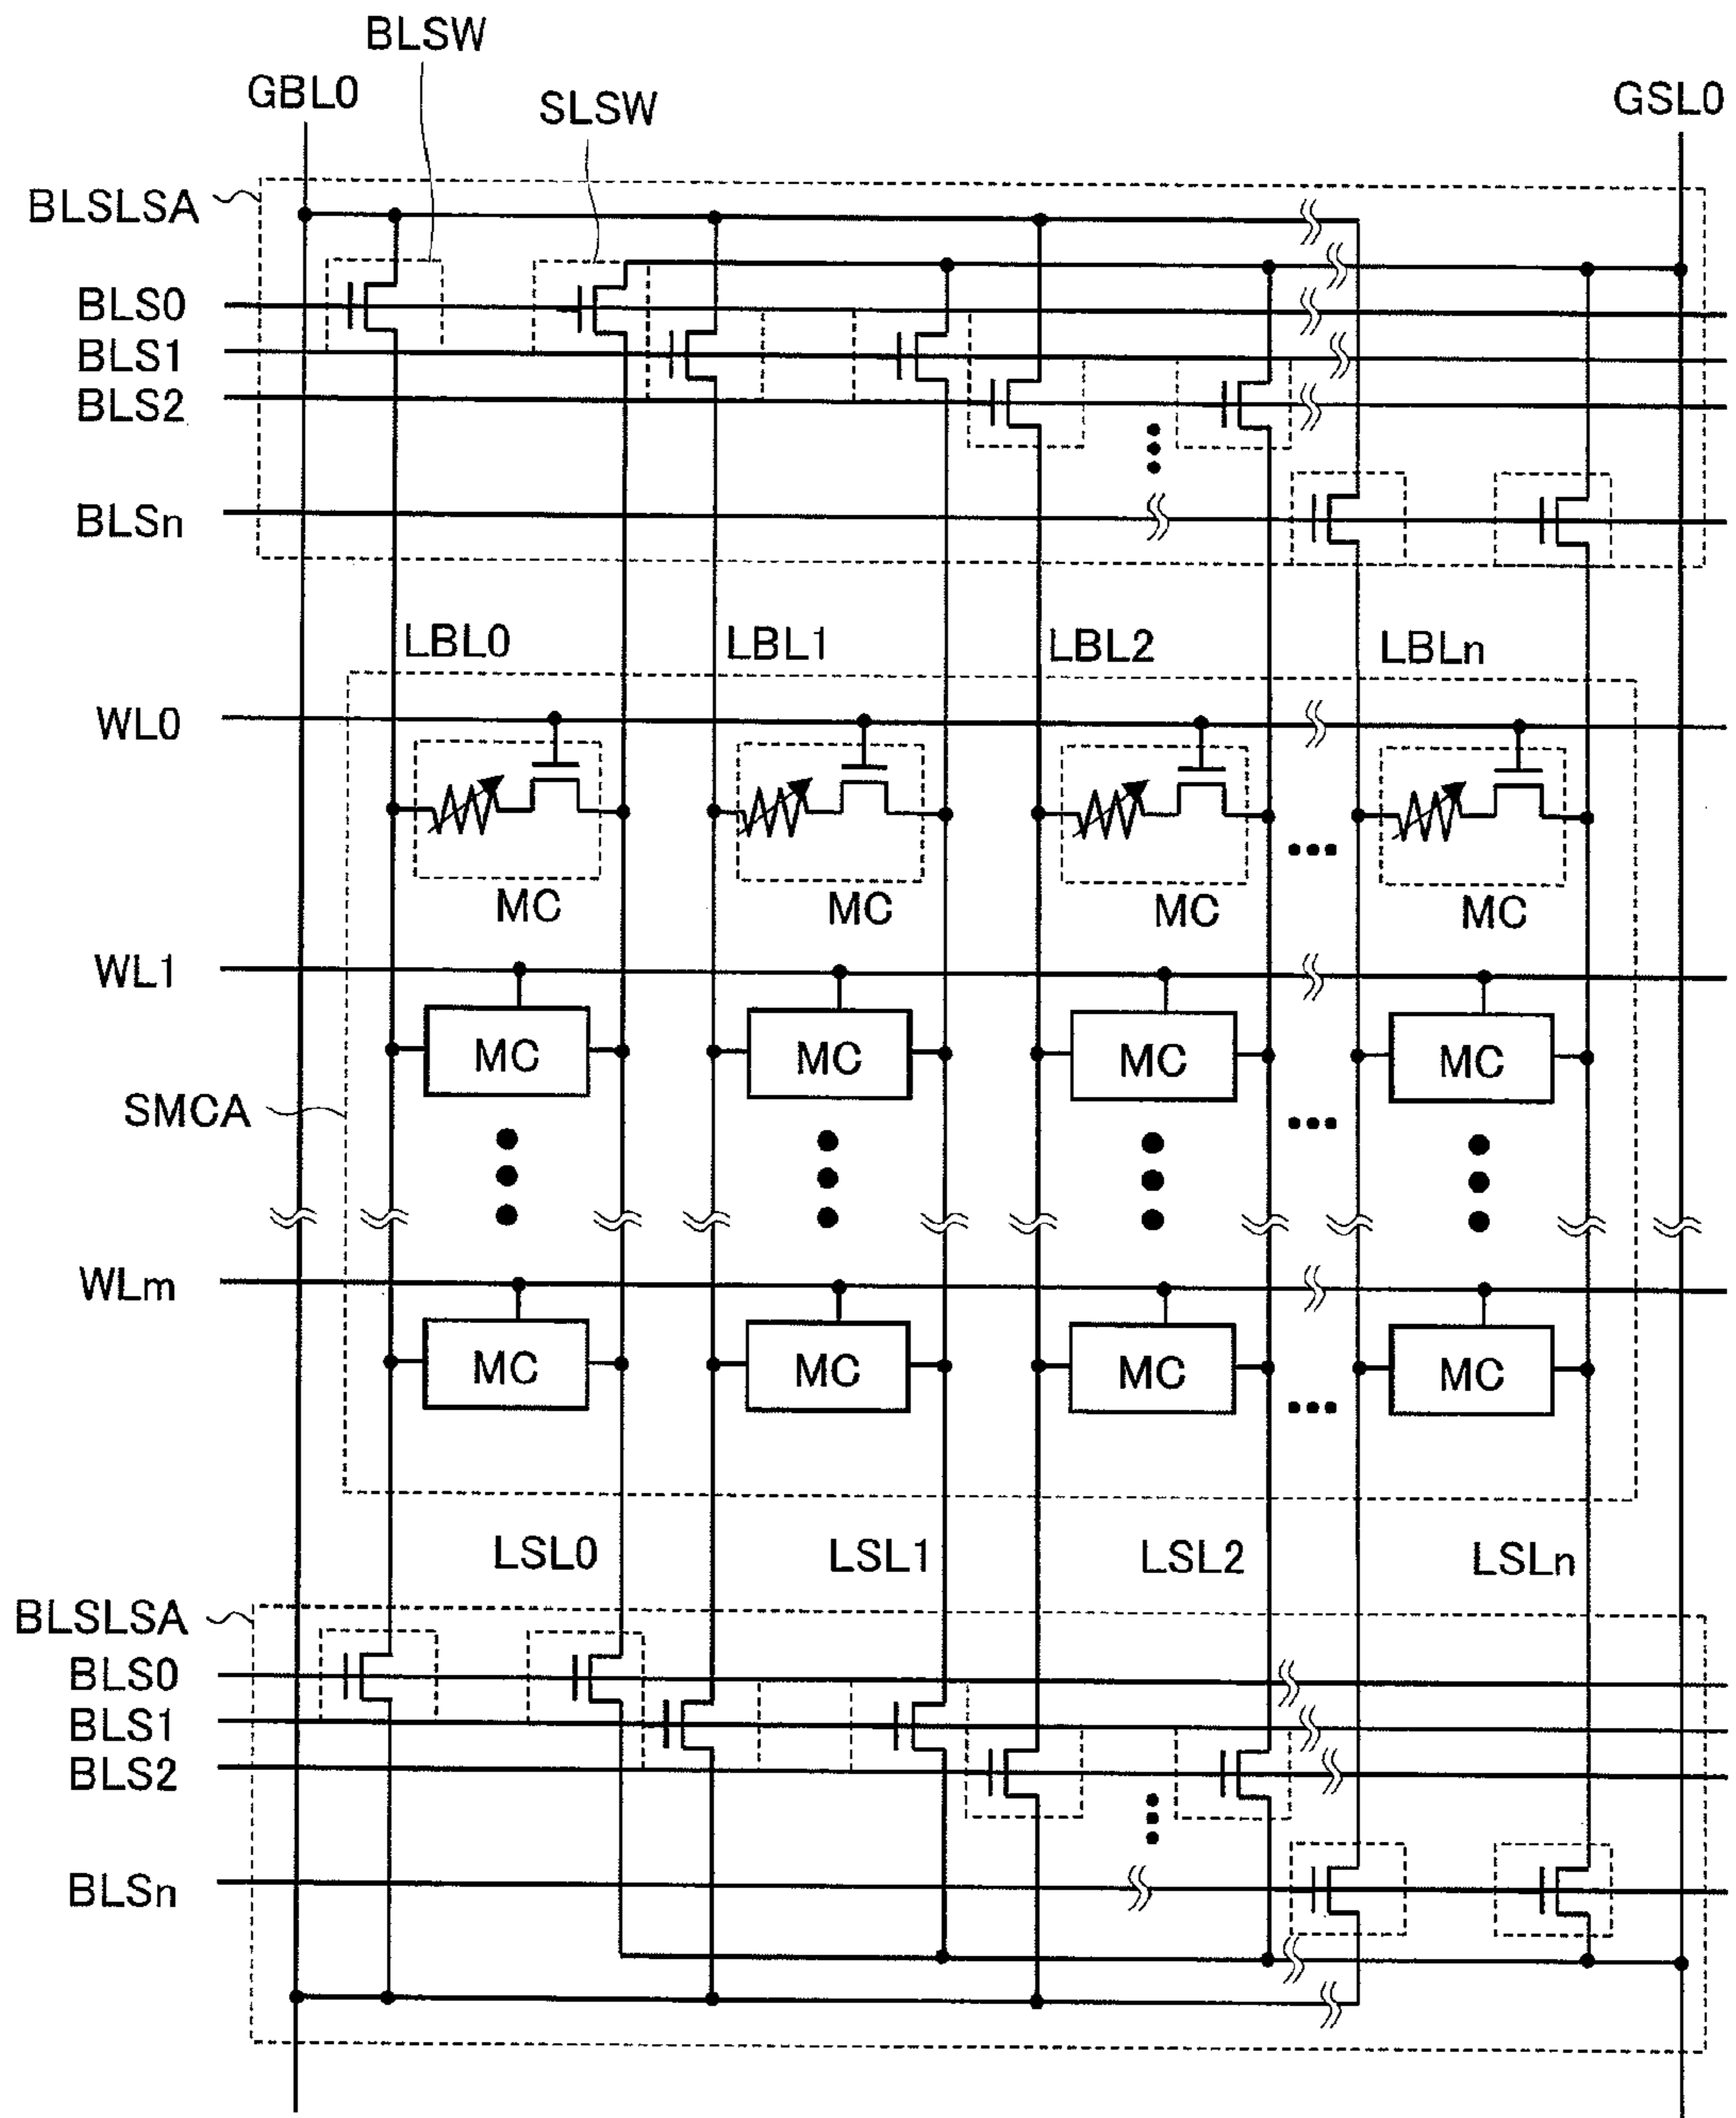 BLSW
GBL0
SLSW
GSL0
BLSLSA
BLS0
BLS1
BLS2
BLSn
LBL0 LBL1 LBL2 LBLn
WL0
MC MC MC MC
WL1
MC MC MC MC
SMCA
WLm
MC MC MC MC
LSL0 LSL1 LSL2 LSLn
BLSLSA
BLS0
BLS1
BLS2
BLSn